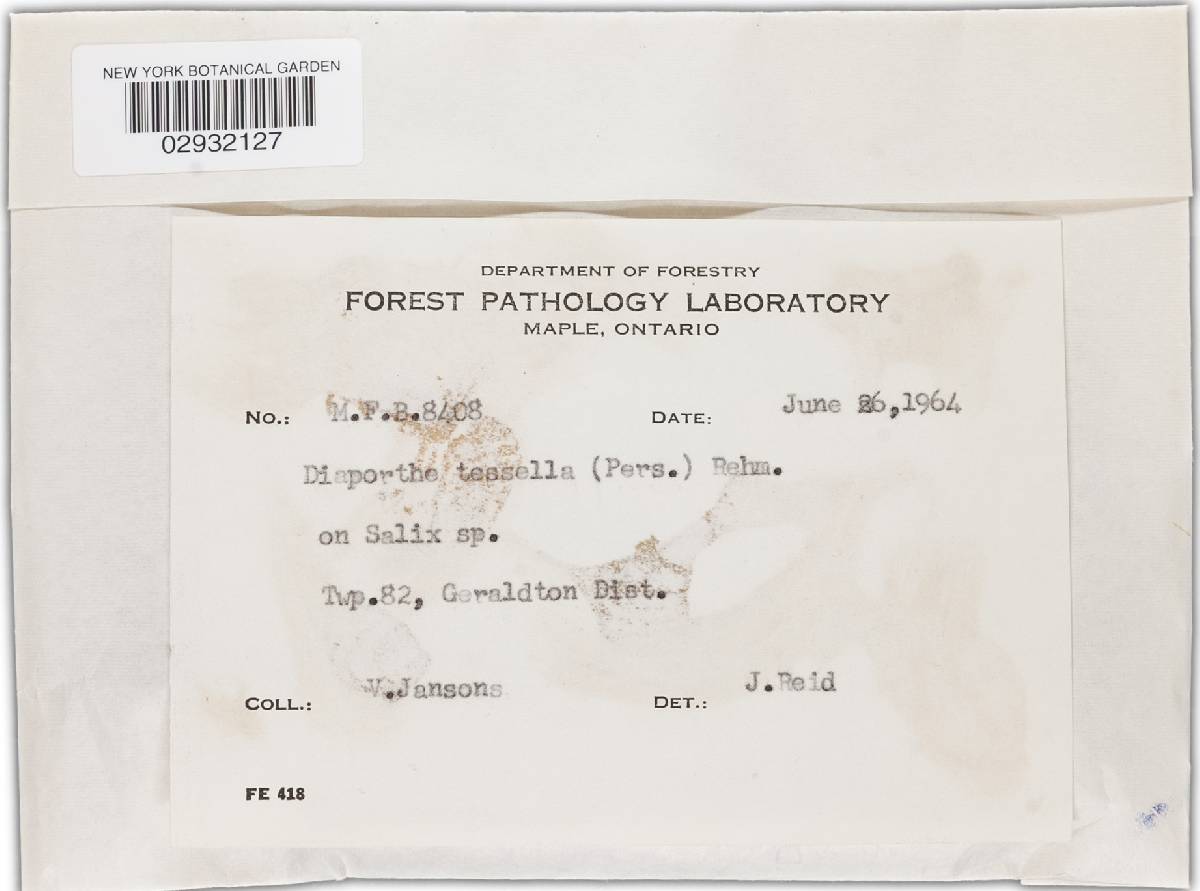 NEW YORK BOTANICAL GARDEN
02932127
DEPARTMENT OF FORESTRY
FOREST PATHOLOGY LABORATORY
MAPLE, ONTARIO
No.: M.F.B.8408 DATE: June 26,1964
Diaporthe tessella (Pers.) Rehm.
on Salix sp.
Twp.82, Geraldton Dist.
COLL.: V.Jansons DET.: J.Reid
FE 418